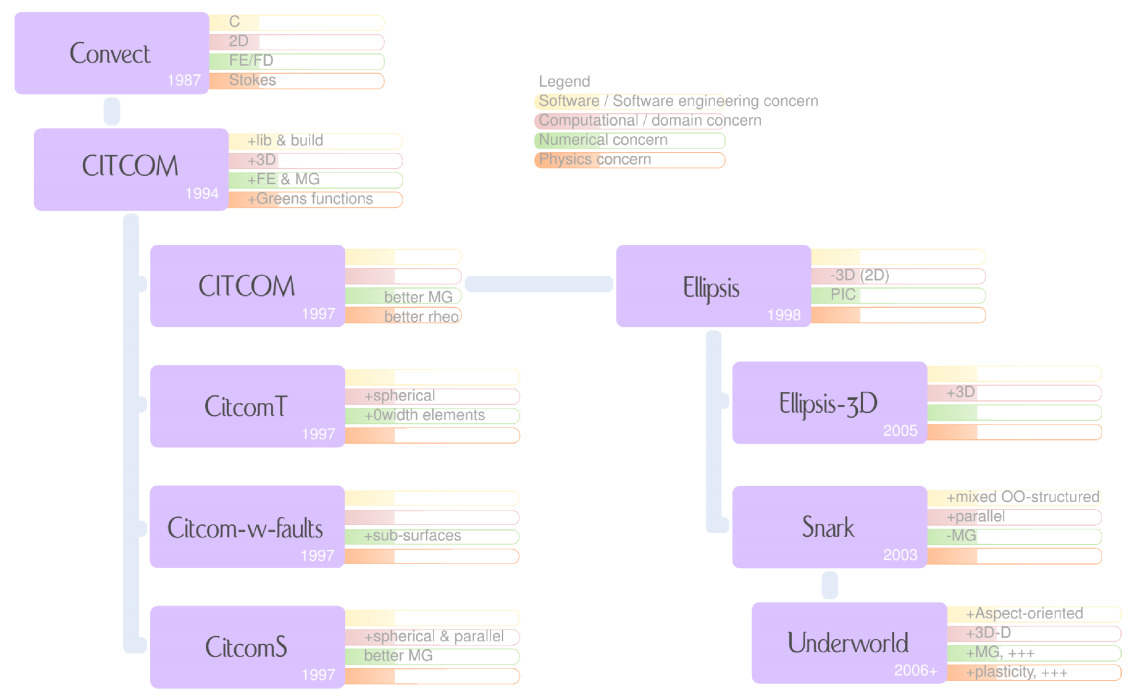 Convect
1987
C
2D
FE/FD
Stokes
Legend
Software / Software engineering concern
Computational / domain concern
Numerical concern
Physics concern
CITCOM
1994
+lib & build
+3D
+FE & MG
+Greens functions
CITCOM
1997
better MG
better rheo
Ellipsis
1998
-3D (2D)
PIC
CitcomT
1997
+spherical
+0width elements
Ellipsis-3D
2005
+3D
Citcom-w-faults
1997
+sub-surfaces
Snark
2003
+mixed OO-structured
+parallel
-MG
CitcomS
1997
+spherical & parallel
better MG
Underworld
2006+
+Aspect-oriented
+3D-D
+MG, +++
+plasticity, +++